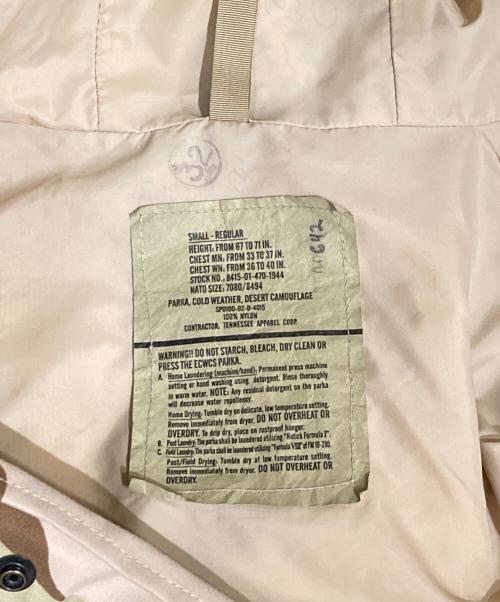 SMALL - REGULAR
HEIGHT: FROM 67 TO 71 IN.
CHEST MN: FROM 33 TO 37 IN.
CHEST WN: FROM 36 TO 40 IN.
STOCK NO.: 8415-01-470-1944
NATO SIZE: 7080/8494
PARKA, COLD WEATHER, DESERT CAMOUFLAGE
SPO100-02-D-4015
100% NYLON
CONTRACTOR: TENNESSEE APPAREL CORP.
642
WARNING!! DO NOT STARCH, BLEACH, DRY CLEAN OR
PRESS THE ECWCS PARKA.
A. Home Laundering (machine/hand): Permanent press machine
setting or hand washing using detergent. Rinse thoroughly
in warm water. NOTE: Any residual detergent on the parka
will decrease water repellency.
Home Drying: Tumble dry on delicate, low temperature setting.
Remove immediately from dryer. DO NOT OVERHEAT OR
OVERDRY. To drip dry, place on rustproof hanger.
B. Post Laundry: The parka shall be laundered utilizing "Natick Formula I".
C. Field Laundry: The parka shall be laundered utilizing "Formula VIII" of FM 10-280.
Post/Field Drying: Tumble dry at low temperature setting.
Remove immediately from dryer. DO NOT OVERHEAT OR
OVERDRY.